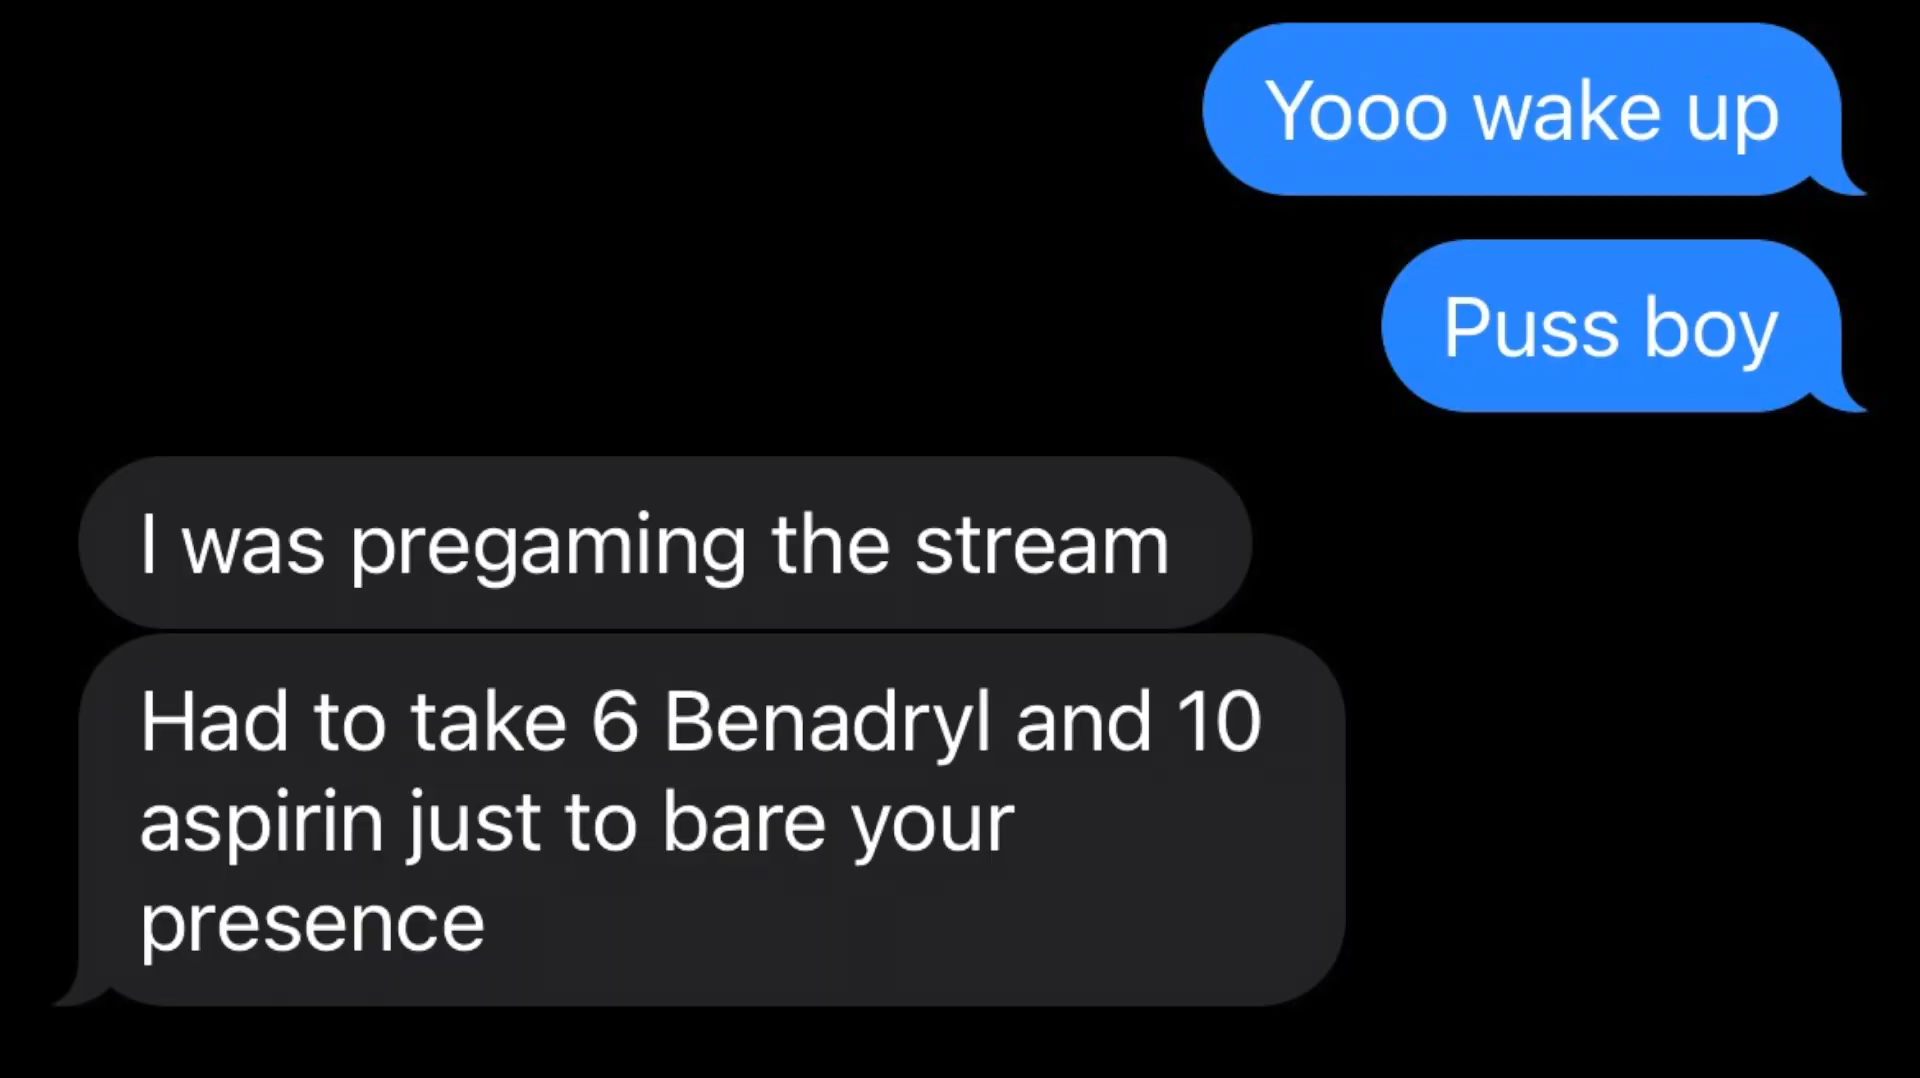 Yooo wake up
Puss boy
I was pregaming the stream
Had to take 6 Benadryl and 10
aspirin just to bare your
presence